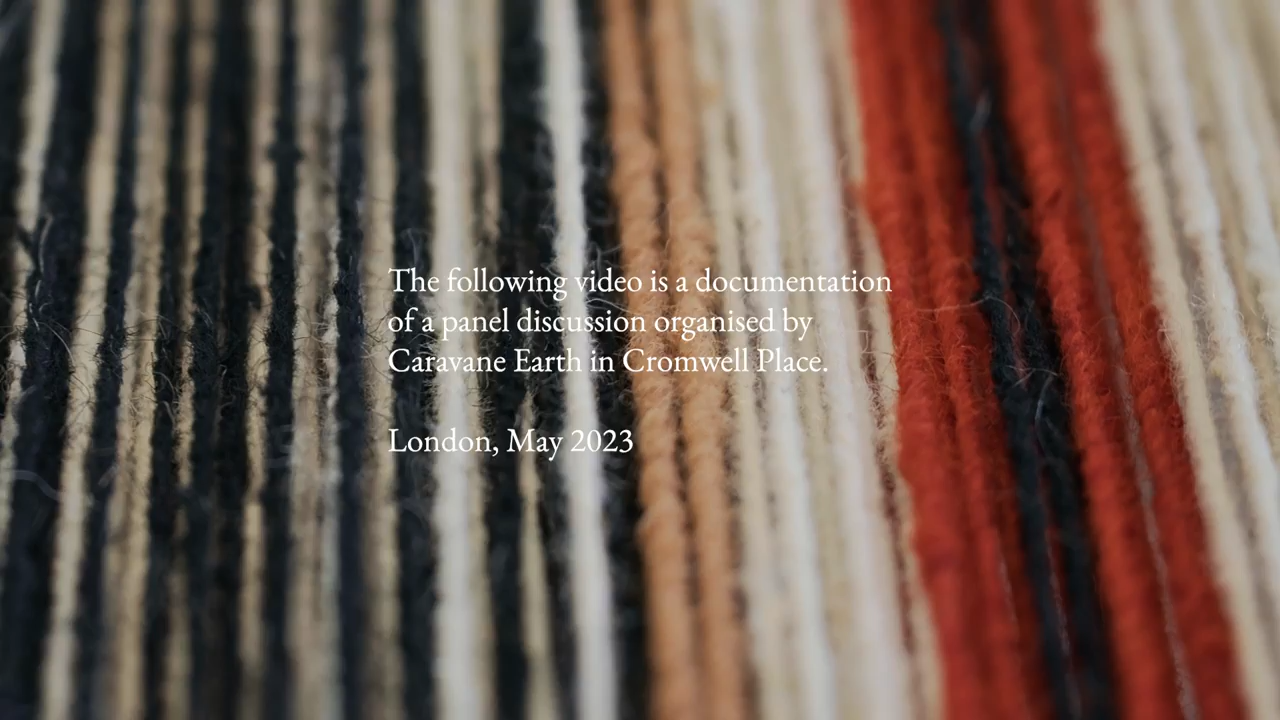 The following video is a documentation
of a panel discussion organised by
Caravane Earth in Cromwell Place.
London, May 2023